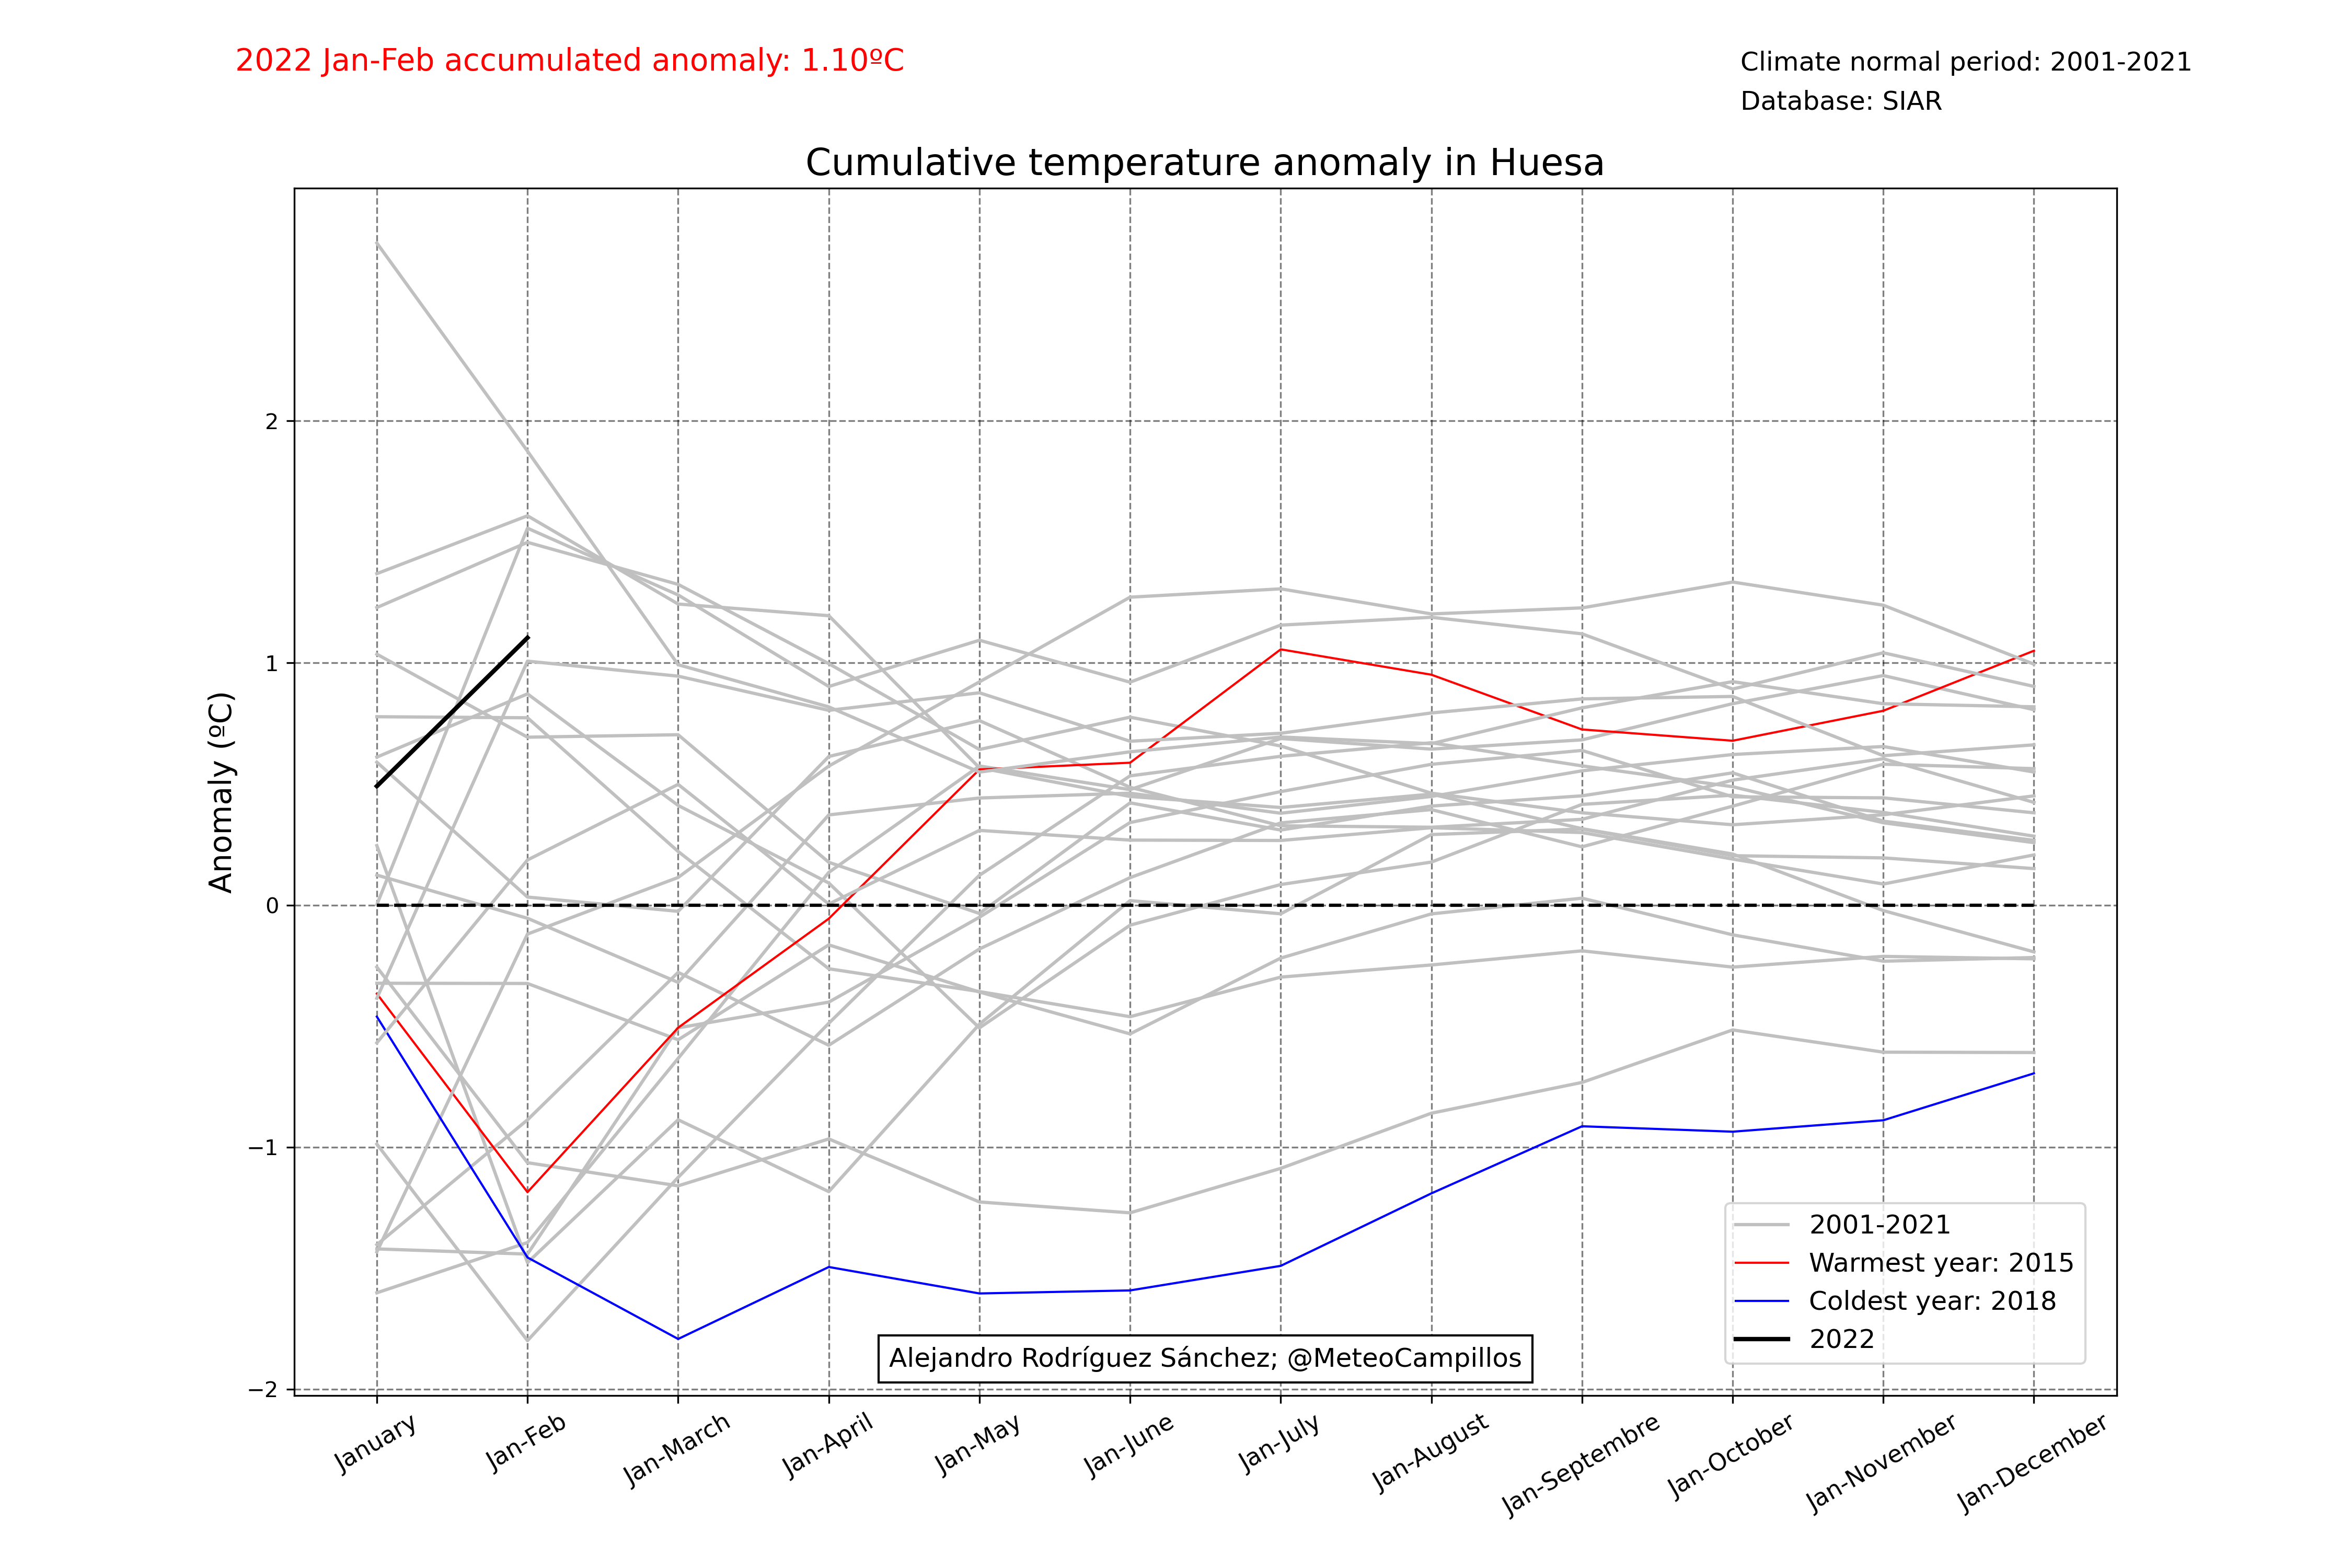 2022 Jan-Feb accumulated anomaly: 1.10ºC
Climate normal period: 2001-2021
Database: SIAR
Cumulative temperature anomaly in Huesa
Anomaly (ºC)
2
1
0
−1
−2
2001-2021
Warmest year: 2015
Coldest year: 2018
2022
Alejandro Rodríguez Sánchez; @MeteoCampillos
January
Jan-Feb
Jan-March
Jan-April
Jan-May
Jan-June
Jan-July
Jan-August
Jan-Septembre
Jan-October
Jan-November
Jan-December